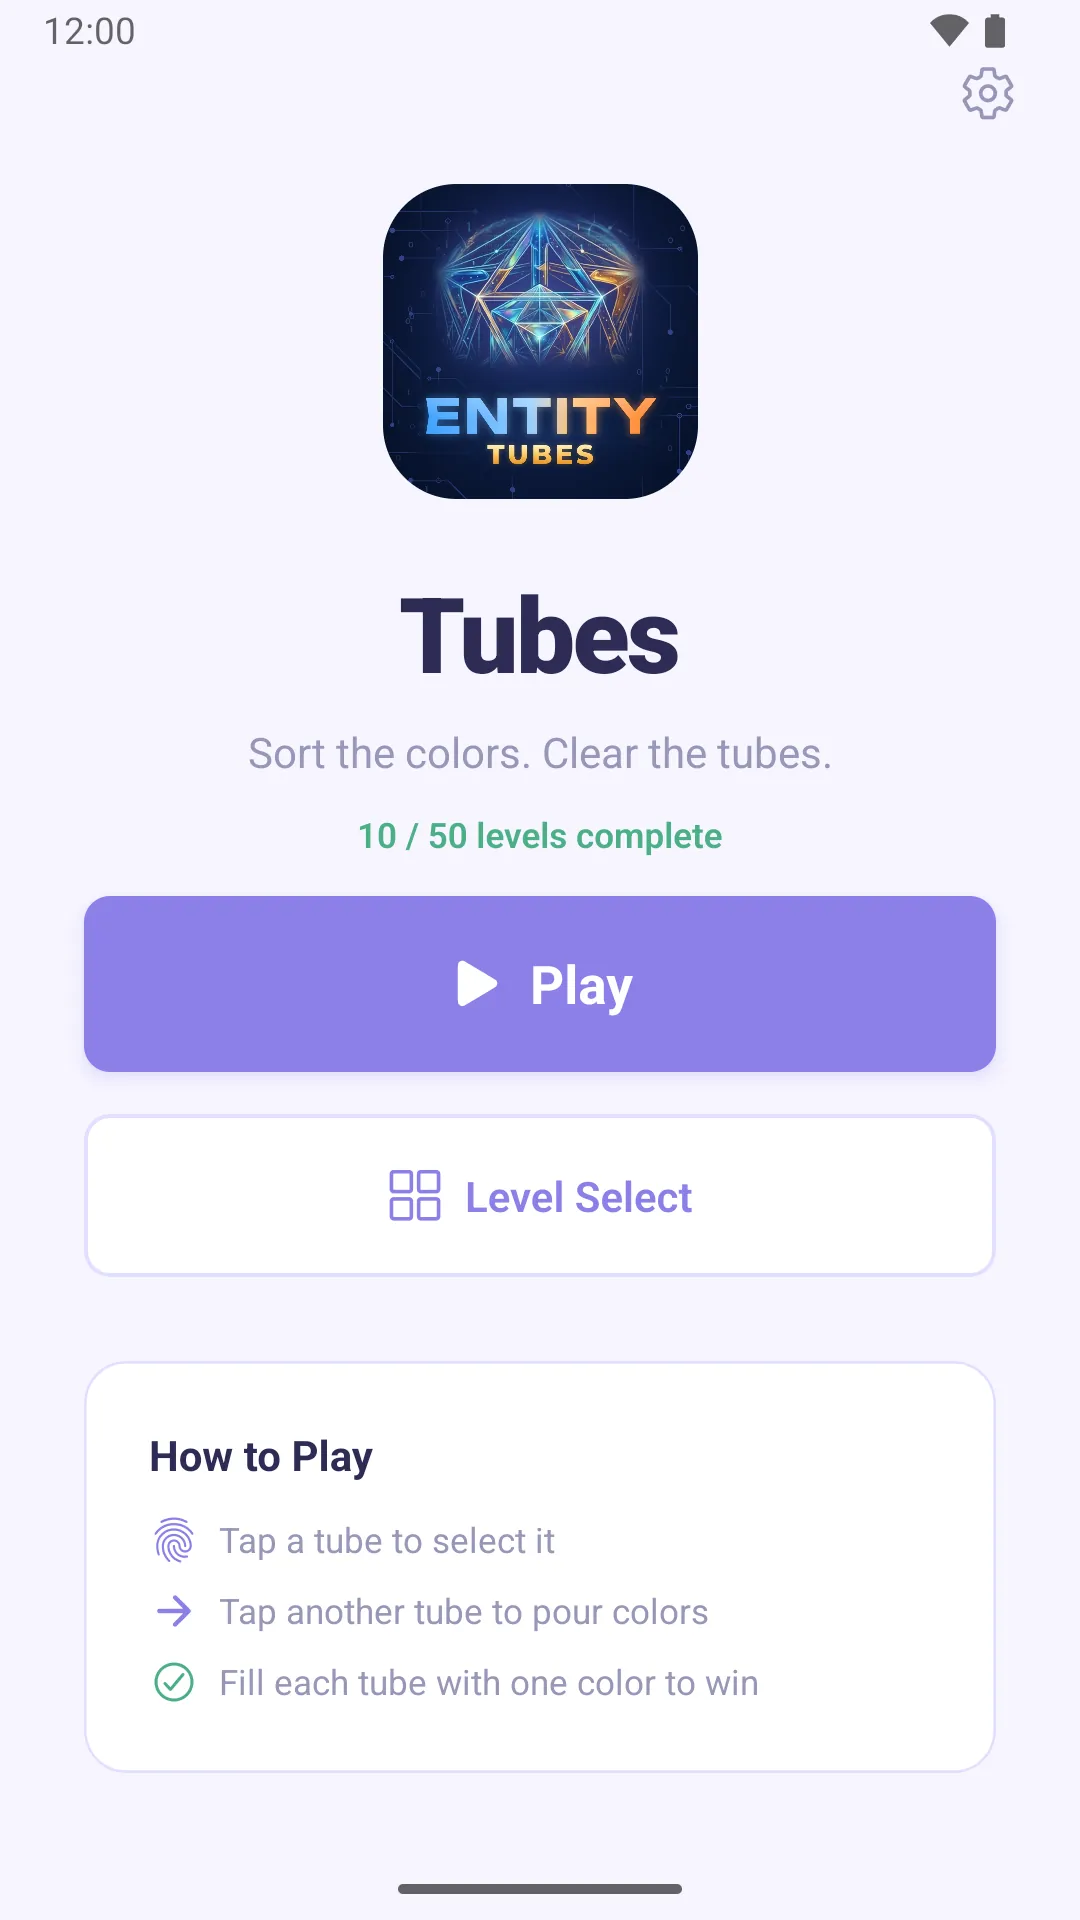 12:00
ENTITY
TUBES
Tubes
Sort the colors. Clear the tubes.
10 / 50 levels complete
Play
Level Select
How to Play
Tap a tube to select it
Tap another tube to pour colors
Fill each tube with one color to win